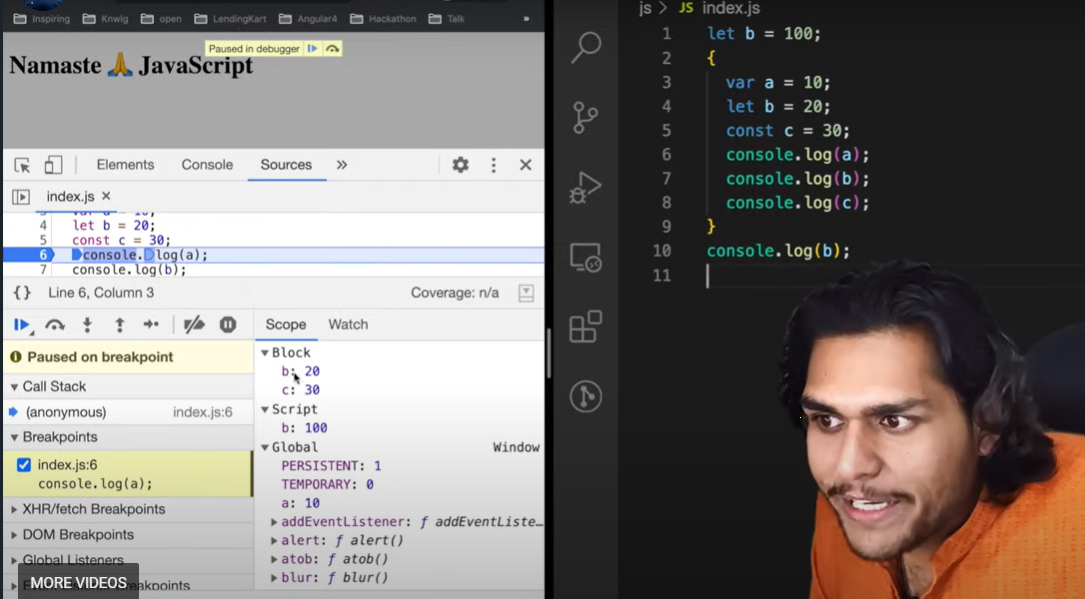 Inspiring Knwlg open LendingKart Angular4 Hackathon Talk »
Paused in debugger
Namaste 🙏 JavaScript
Elements Console Sources »
index.js ×
3 var a = 10;
4 let b = 20;
5 const c = 30;
6 console.log(a);
7 console.log(b);
{} Line 6, Column 3 Coverage: n/a
Scope Watch
Paused on breakpoint
Call Stack
(anonymous) index.js:6
Breakpoints
index.js:6
console.log(a);
XHR/fetch Breakpoints
DOM Breakpoints
Global Listeners
Breakpoints
MORE VIDEOS
Block
b: 20
c: 30
Script
b: 100
Global Window
PERSISTENT: 1
TEMPORARY: 0
a: 10
addEventListener: ƒ addEventListe…
alert: ƒ alert()
atob: ƒ atob()
blur: ƒ blur()
js > JS index.js
1 let b = 100;
2 {
3 var a = 10;
4 let b = 20;
5 const c = 30;
6 console.log(a);
7 console.log(b);
8 console.log(c);
9 }
10 console.log(b);
11